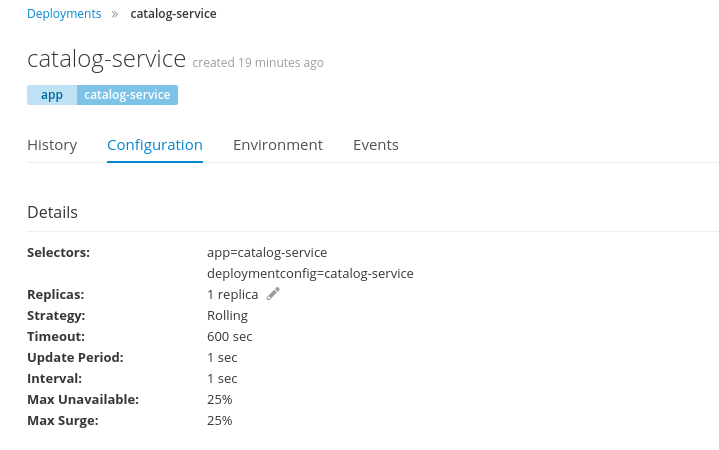 Deployments » catalog-service
catalog-service created 19 minutes ago
app catalog-service
History Configuration Environment Events
Details
Selectors: app=catalog-service
deploymentconfig=catalog-service
Replicas: 1 replica
Strategy: Rolling
Timeout: 600 sec
Update Period: 1 sec
Interval: 1 sec
Max Unavailable: 25%
Max Surge: 25%